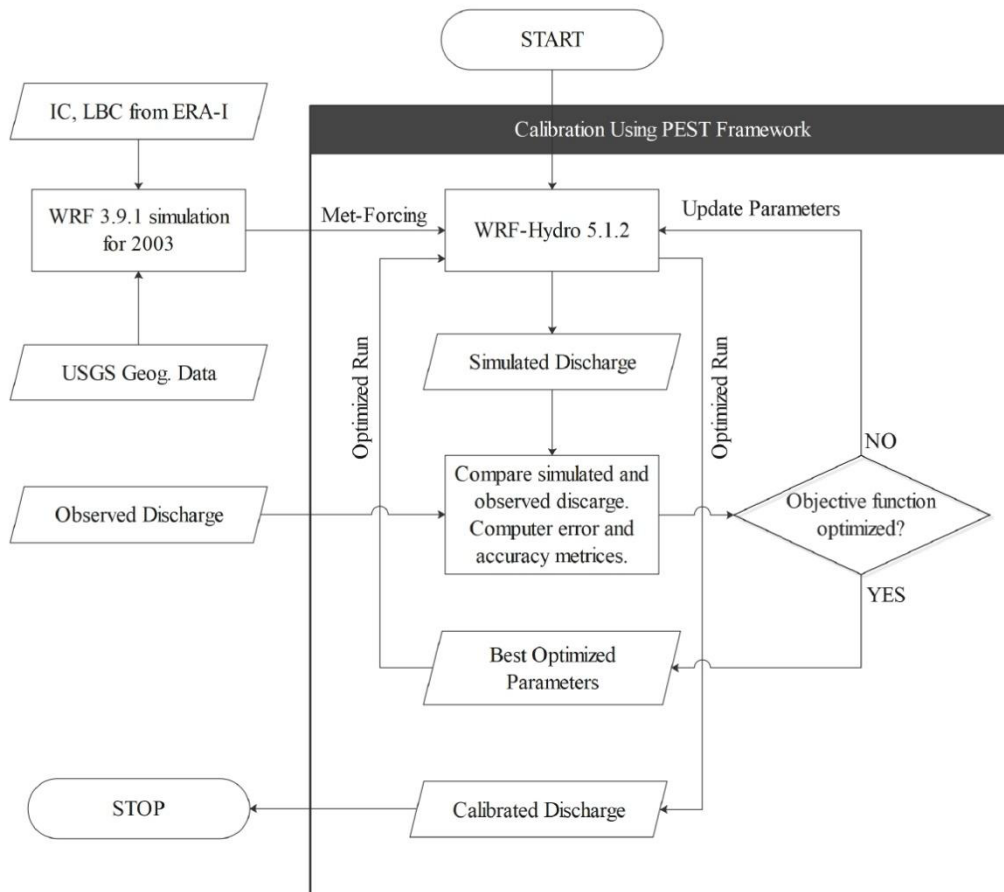 START
IC, LBC from ERA-I
Calibration Using PEST Framework
WRF 3.9.1 simulation
for 2003
Met-Forcing
WRF-Hydro 5.1.2
Update Parameters
USGS Geog. Data
Simulated Discharge
Optimized Run
Optimized Run
NO
Observed Discharge
Compare simulated and
observed discarge.
Computer error and
accuracy metrices.
Objective function
optimized?
YES
Best Optimized
Parameters
STOP
Calibrated Discharge